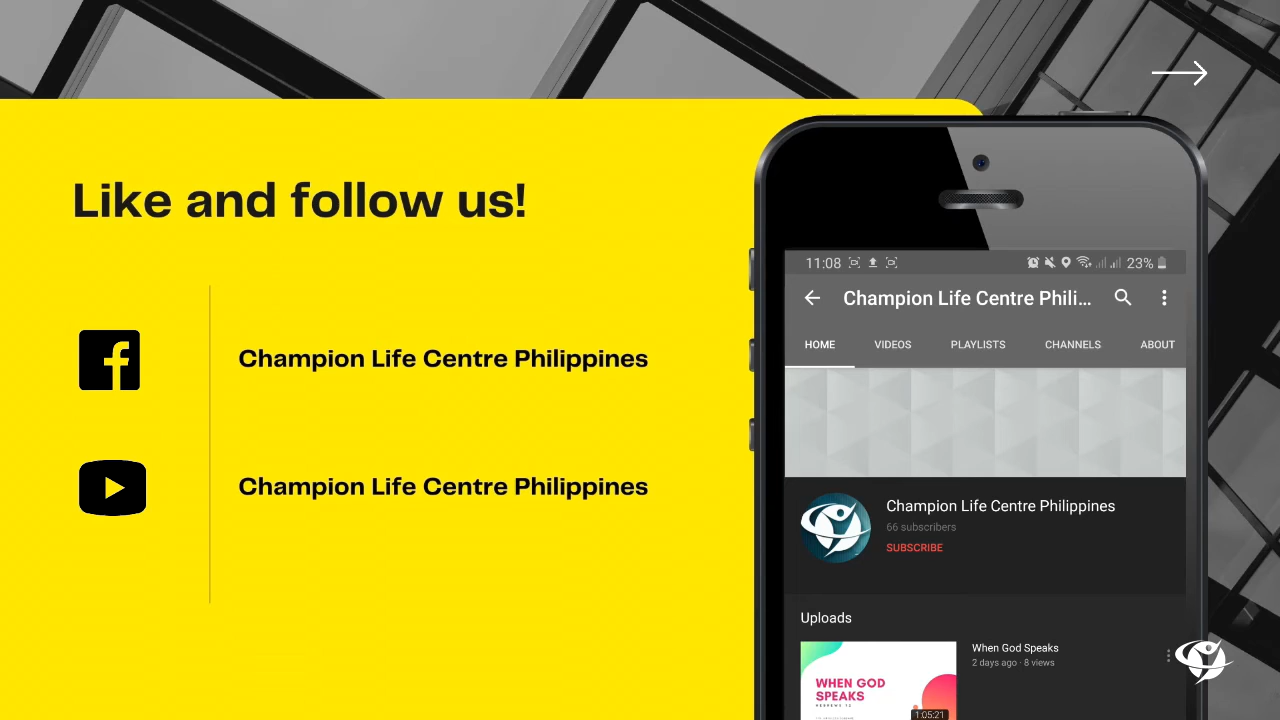 Like and follow us!
Champion Life Centre Philippines
Champion Life Centre Philippines
11:08
23%
Champion Life Centre Phili...
HOME VIDEOS PLAYLISTS CHANNELS ABOUT
Champion Life Centre Philippines
66 subscribers
SUBSCRIBE
Uploads
When God Speaks
2 days ago · 8 views
WHEN GOD
SPEAKS
HEBREWS 12
1:05:21